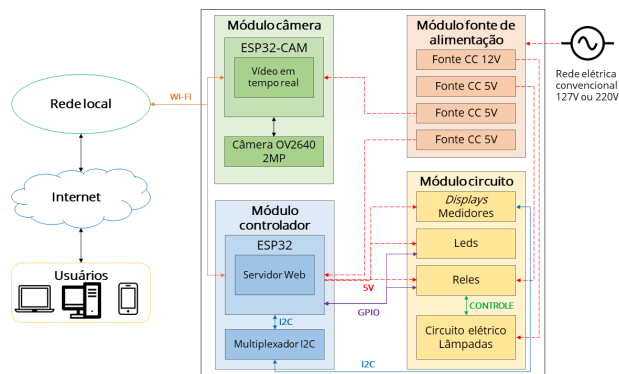 Módulo câmera
ESP32-CAM
Vídeo em
tempo real
Câmera OV2640
2MP
Módulo fonte de
alimentação
Fonte CC 12V
Fonte CC 5V
Fonte CC 5V
Fonte CC 5V
Rede elétrica
convencional
127V ou 220V
WI-FI
Rede local
Internet
Usuários
Módulo
controlador
ESP32
Servidor Web
I2C
Multiplexador I2C
5V
GPIO
I2C
Módulo circuito
Displays
Medidores
Leds
Reles
CONTROLE
Circuito elétrico
Lâmpadas